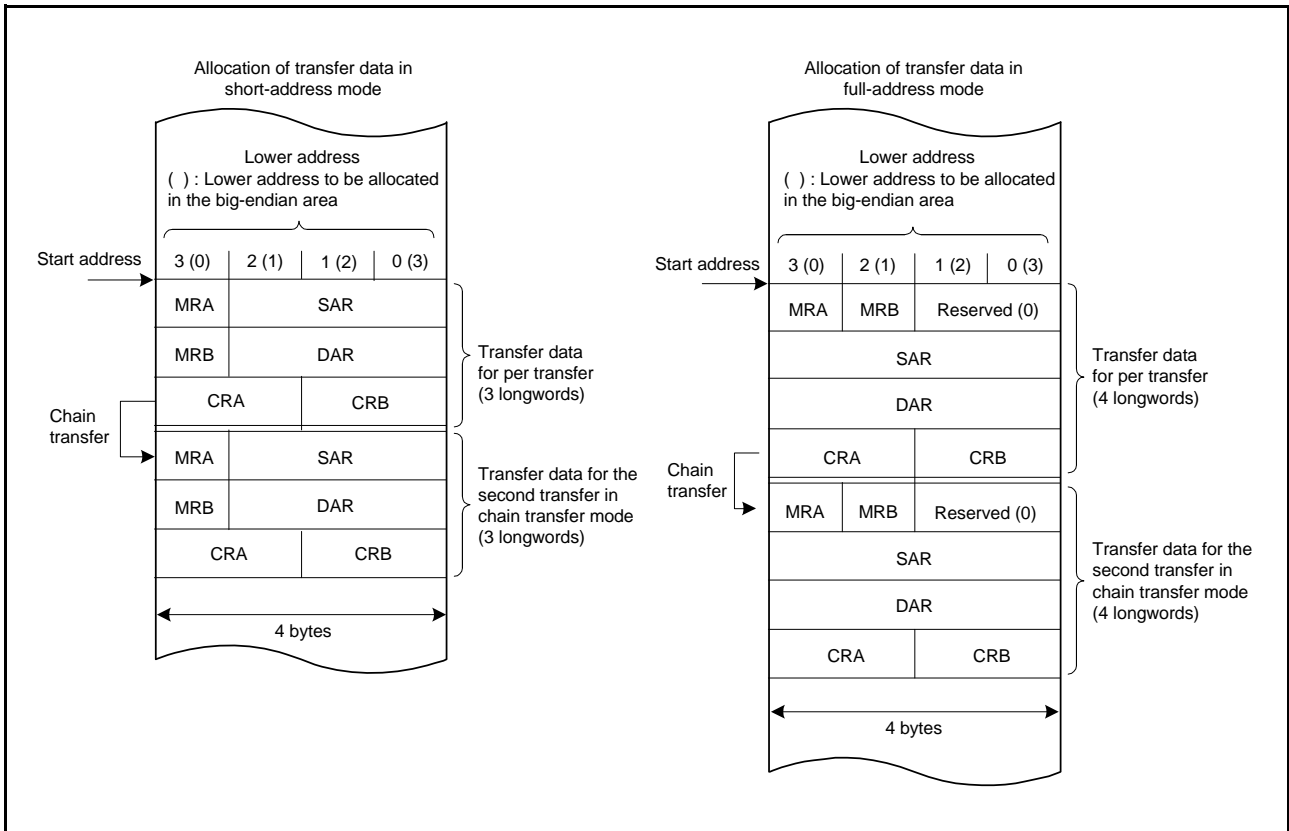 Allocation of transfer data in
short-address mode
Lower address
( ) : Lower address to be allocated
in the big-endian area
Start address
3 (0) 2 (1) 1 (2) 0 (3)
MRA SAR
MRB DAR
CRA CRB
Transfer data
for per transfer
(3 longwords)
Chain
transfer
MRA SAR
MRB DAR
CRA CRB
Transfer data for the
second transfer in
chain transfer mode
(3 longwords)
4 bytes
Allocation of transfer data in
full-address mode
Lower address
( ) : Lower address to be allocated
in the big-endian area
Start address
3 (0) 2 (1) 1 (2) 0 (3)
MRA MRB Reserved (0)
SAR
DAR
CRA CRB
Transfer data
for per transfer
(4 longwords)
Chain
transfer
MRA MRB Reserved (0)
SAR
DAR
CRA CRB
Transfer data for the
second transfer in
chain transfer mode
(4 longwords)
4 bytes